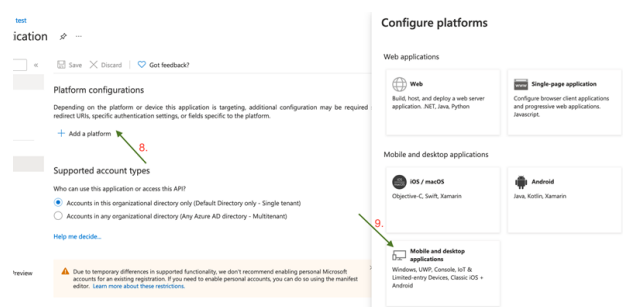 test
ication
Save Discard Got feedback?
Platform configurations
Depending on the platform or device this application is targeting, additional configuration may be required
redirect URIs, specific authentication settings, or fields specific to the platform.
Add a platform
8.
Supported account types
Who can use this application or access this API?
Accounts in this organizational directory only (Default Directory only - Single tenant)
Accounts in any organizational directory (Any Azure AD directory - Multitenant)
Help me decide...
review
Due to temporary differences in supported functionality, we don't recommend enabling personal Microsoft
accounts for an existing registration. If you need to enable personal accounts, you can do so using the manifest
editor. Learn more about these restrictions.
Configure platforms
Web applications
Web
Build, host, and deploy a web server
application. .NET, Java, Python
Single-page application
Configure browser client applications
and progressive web applications.
Javascript.
Mobile and desktop applications
iOS / macOS
Objective-C, Swift, Xamarin
Android
Java, Kotlin, Xamarin
9.
Mobile and desktop
applications
Windows, UWP, Console, IoT &
Limited-entry Devices, Classic iOS +
Android